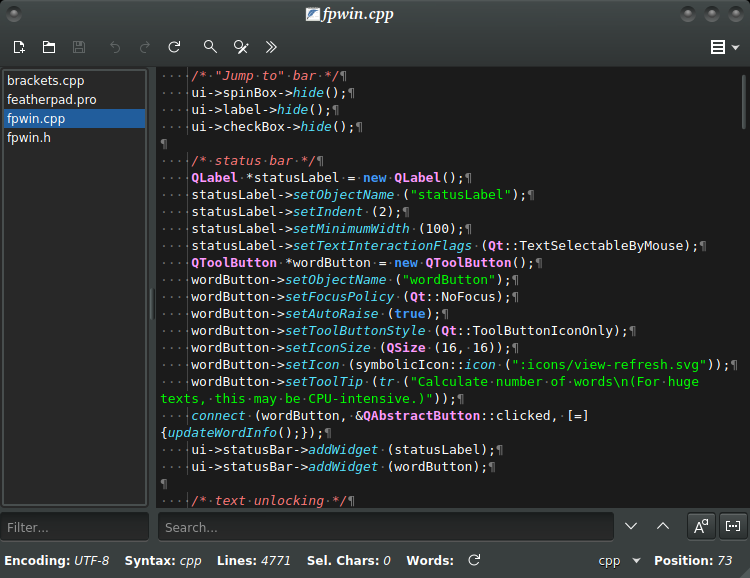 fpwin.cpp
brackets.cpp
featherpad.pro
fpwin.cpp
fpwin.h
/* "Jump to" bar */¶
ui->spinBox->hide();¶
ui->label->hide();¶
ui->checkBox->hide();¶
¶
/* status bar */¶
QLabel *statusLabel = new QLabel();¶
statusLabel->setObjectName ("statusLabel");¶
statusLabel->setIndent (2);¶
statusLabel->setMinimumWidth (100);¶
statusLabel->setTextInteractionFlags (Qt::TextSelectableByMouse);¶
QToolButton *wordButton = new QToolButton();¶
wordButton->setObjectName ("wordButton");¶
wordButton->setFocusPolicy (Qt::NoFocus);¶
wordButton->setAutoRaise (true);¶
wordButton->setToolButtonStyle (Qt::ToolButtonIconOnly);¶
wordButton->setIconSize (QSize (16, 16));¶
wordButton->setIcon (symbolicIcon::icon (":icons/view-refresh.svg"));¶
wordButton->setToolTip (tr ("Calculate number of words\n(For huge
texts, this may be CPU-intensive.)"));¶
connect (wordButton, &QAbstractButton::clicked, [=]
{updateWordInfo();});¶
ui->statusBar->addWidget (statusLabel);¶
ui->statusBar->addWidget (wordButton);¶
¶
/* text unlocking */¶
Filter...
Search...
Aa
Encoding: UTF-8 Syntax: cpp Lines: 4771 Sel. Chars: 0 Words: cpp Position: 73